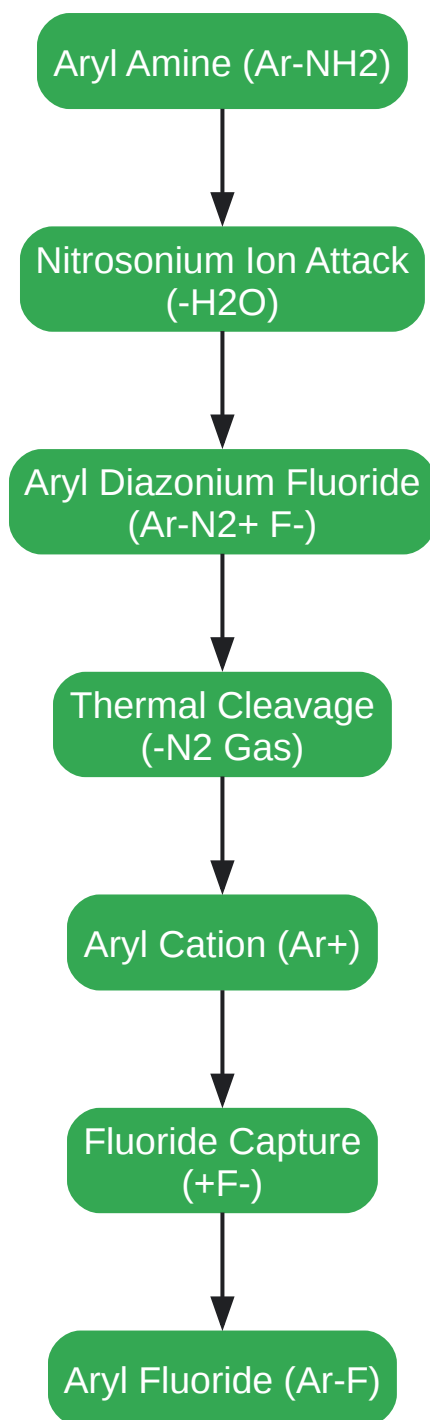 Aryl Amine (Ar-NH2)
Nitrosonium Ion Attack
(-H2O)
Aryl Diazonium Fluoride
(Ar-N2+ F-)
Thermal Cleavage
(-N2 Gas)
Aryl Cation (Ar+)
Fluoride Capture
(+F-)
Aryl Fluoride (Ar-F)